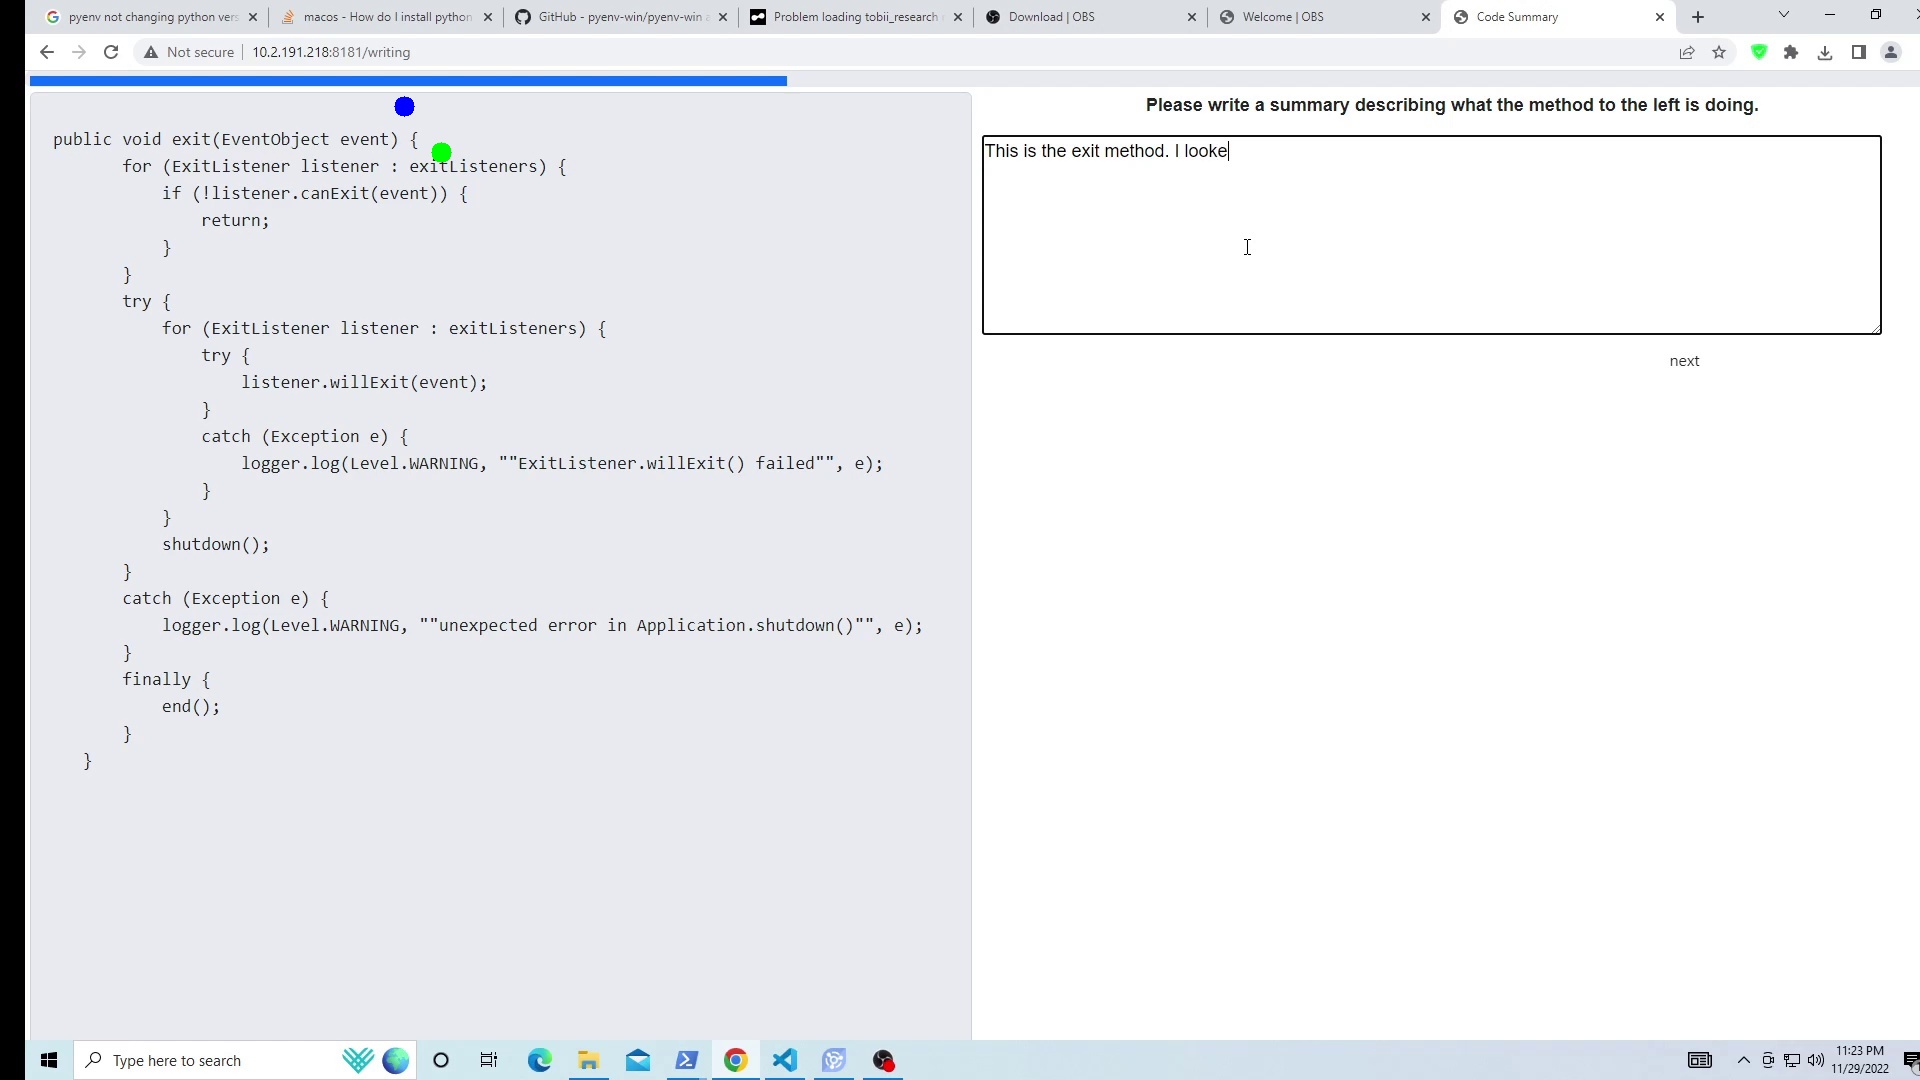 pyenv not changing python vers
macos - How do I install python
GitHub - pyenv-win/pyenv-win a
Problem loading tobii_research
Download | OBS
Welcome | OBS
Code Summary
Not secure
10.2.191.218:8181/writing
public void exit(EventObject event) {
for (ExitListener listener : exitListeners) {
if (!listener.canExit(event)) {
return;
}
}
try {
for (ExitListener listener : exitListeners) {
try {
listener.willExit(event);
}
catch (Exception e) {
logger.log(Level.WARNING, ""ExitListener.willExit() failed"", e);
}
}
shutdown();
}
catch (Exception e) {
logger.log(Level.WARNING, ""unexpected error in Application.shutdown()"", e);
}
finally {
end();
}
}
Please write a summary describing what the method to the left is doing.
This is the exit method. I looke
next
Type here to search
11:23 PM
11/29/2022